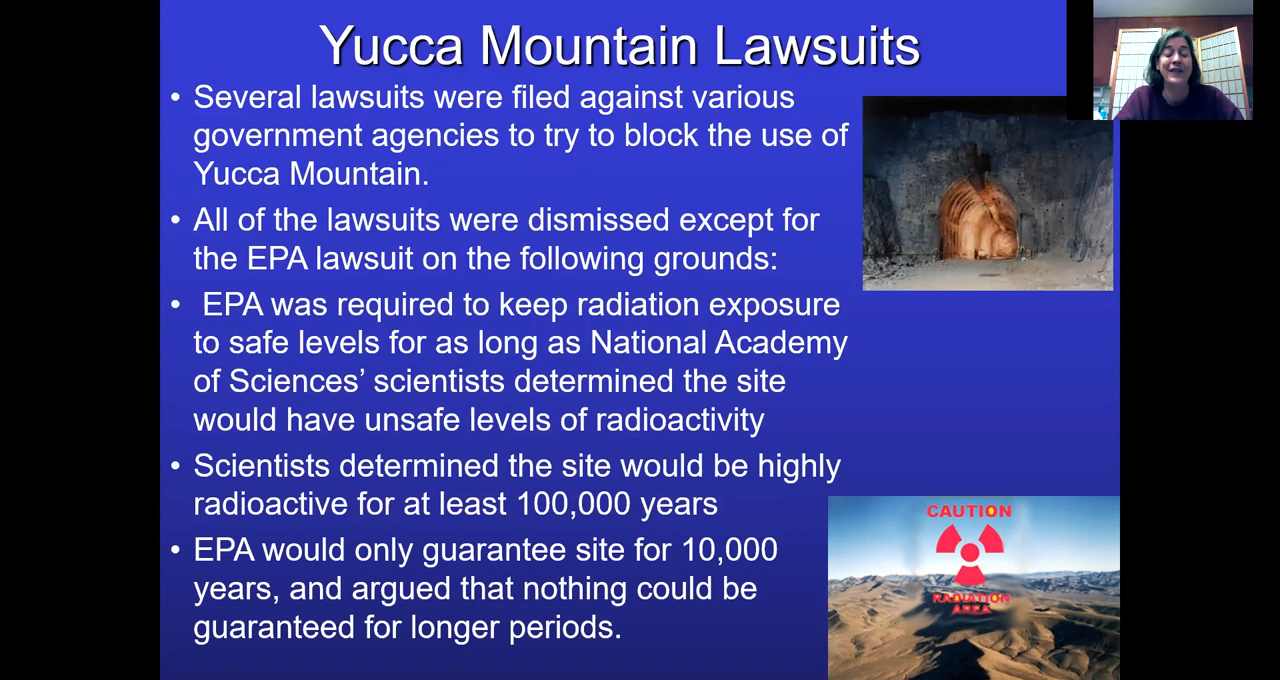 Yucca Mountain Lawsuits
• Several lawsuits were filed against various
government agencies to try to block the use of
Yucca Mountain.
• All of the lawsuits were dismissed except for
the EPA lawsuit on the following grounds:
• EPA was required to keep radiation exposure
to safe levels for as long as National Academy
of Sciences’ scientists determined the site
would have unsafe levels of radioactivity
• Scientists determined the site would be highly
radioactive for at least 100,000 years
• EPA would only guarantee site for 10,000
years, and argued that nothing could be
guaranteed for longer periods.
CAUTION
RADIATION
AREA